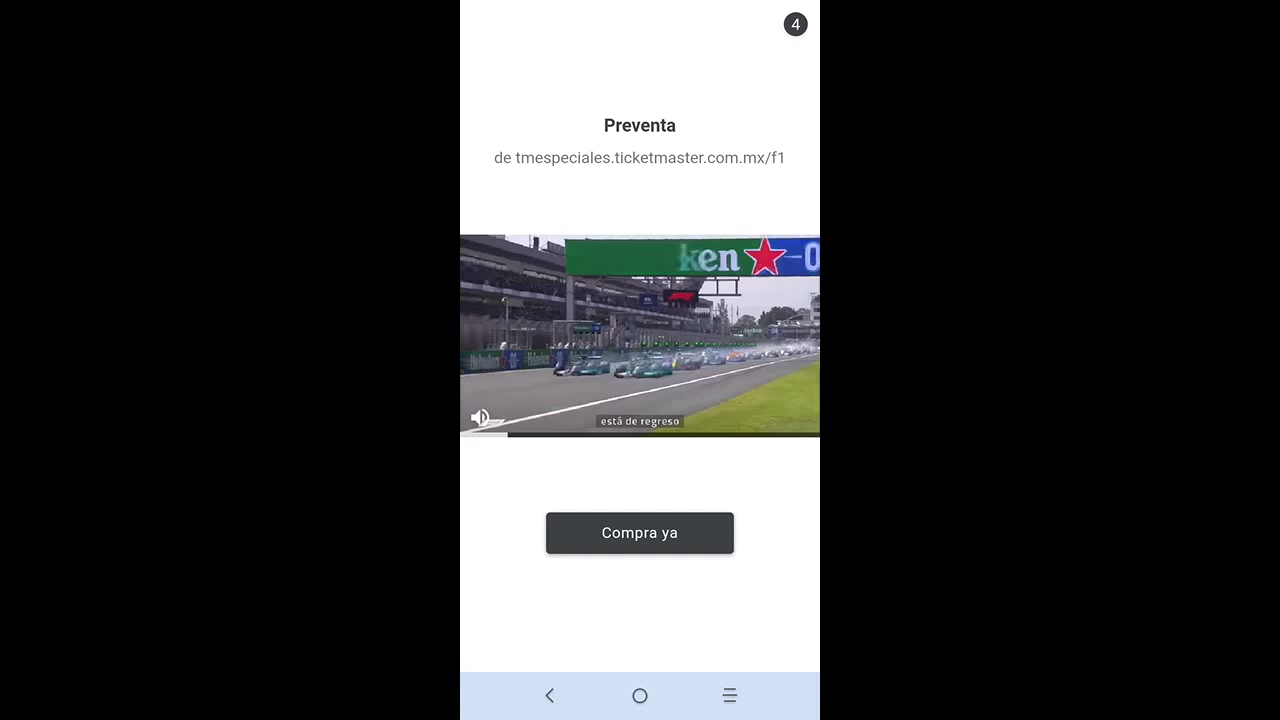 4
Preventa
de tmespeciales.ticketmaster.com.mx/f1
ken
está de regreso
Compra ya